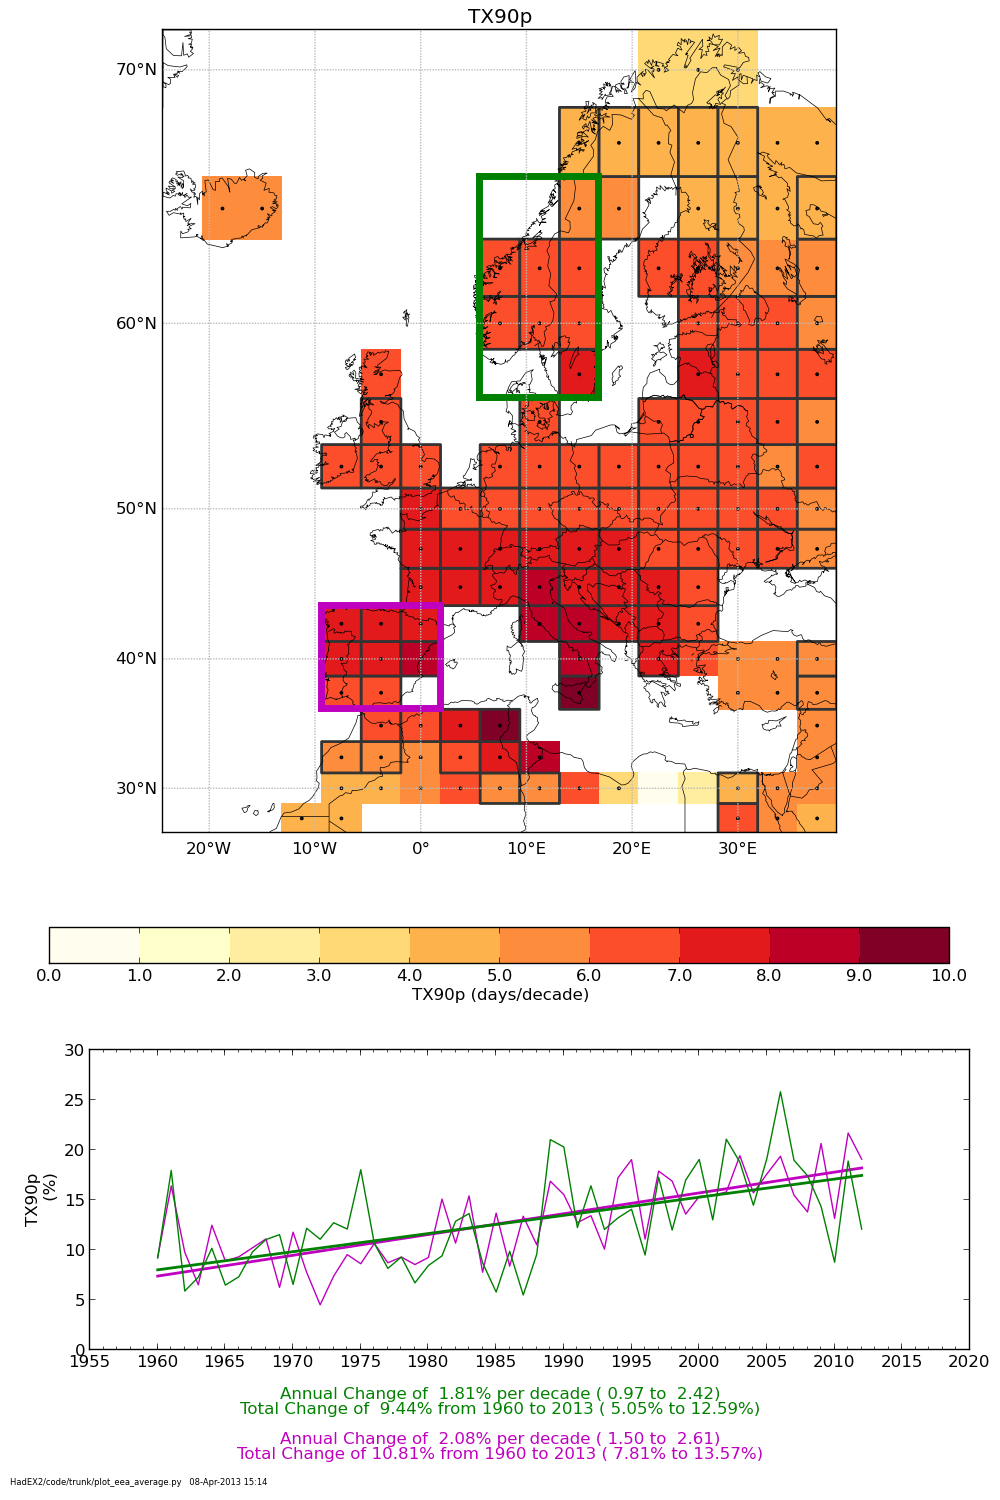 TX90p
70°N
60°N
50°N
40°N
30°N
20°W 10°W 0° 10°E 20°E 30°E
0.0 1.0 2.0 3.0 4.0 5.0 6.0 7.0 8.0 9.0 10.0
TX90p (days/decade)
30
25
20
15
10
5
0
TX90p
(%)
1955 1960 1965 1970 1975 1980 1985 1990 1995 2000 2005 2010 2015 2020
Annual Change of  1.81% per decade ( 0.97 to  2.42)
Total Change of  9.44% from 1960 to 2013 ( 5.05% to 12.59%)
Annual Change of  2.08% per decade ( 1.50 to  2.61)
Total Change of 10.81% from 1960 to 2013 ( 7.81% to 13.57%)
HadEX2/code/trunk/plot_eea_average.py   08-Apr-2013 15:14